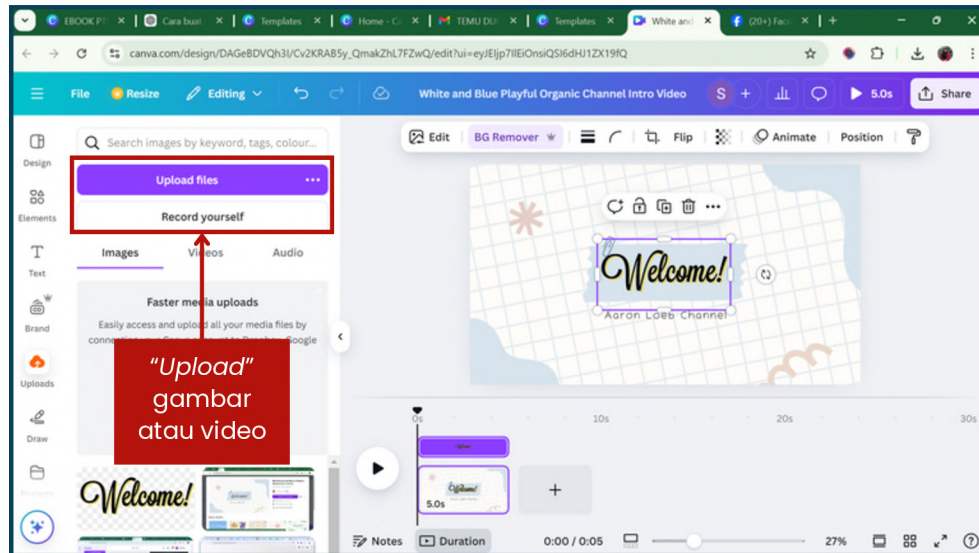 EBOOK PT
Cara buat
Templates
Home - C
TEMU DU
Templates
White and
(20+) Fac
canva.com/design/DAGeBDVQh3I/Cv2KRAB5y_QmakZhL7FZwQ/edit?ui=eyJEIjp7IlEiOnsiQSI6dHJ1ZX19fQ
File
Resize
Editing
White and Blue Playful Organic Channel Intro Video
S
+
5.0s
Share
Design
Elements
Text
Brand
Uploads
Draw
Projects
Search images by keyword, tags, colour...
Upload files
Record yourself
Images
Videos
Audio
Faster media uploads
Easily access and upload all your media files by
"Upload"
gambar
atau video
Welcome!
Edit
BG Remover
Flip
Animate
Position
Welcome!
Aaron Loeb Channel
0s
10s
20s
30s
Welcome!
5.0s
Notes
Duration
0:00 / 0:05
27%